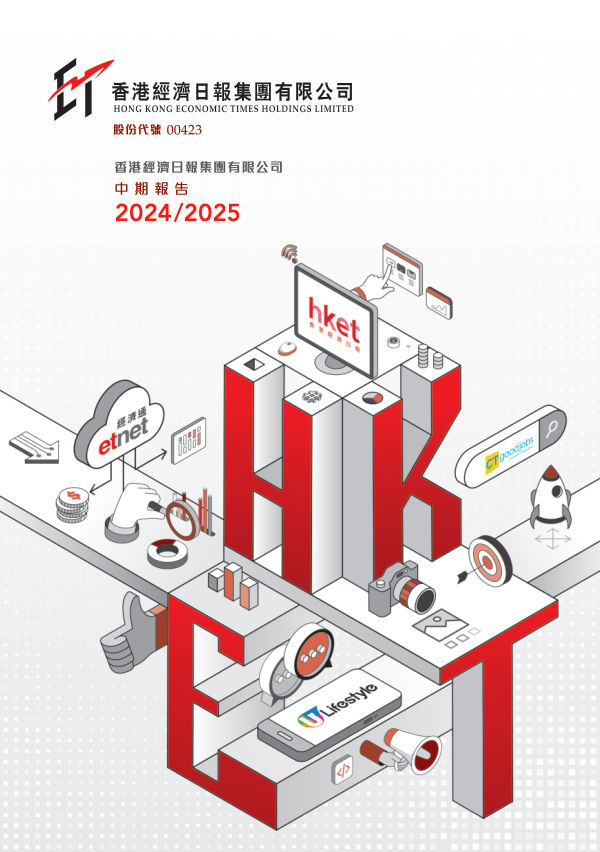 香港經濟日報集團有限公司
HONG KONG ECONOMIC TIMES HOLDINGS LIMITED
股份代號 00423
香港經濟日報集團有限公司
中期報告
2024/2025
hket
香港經濟日報
經濟通
etnet
CTgoodjobs
HK
ET
U Lifestyle